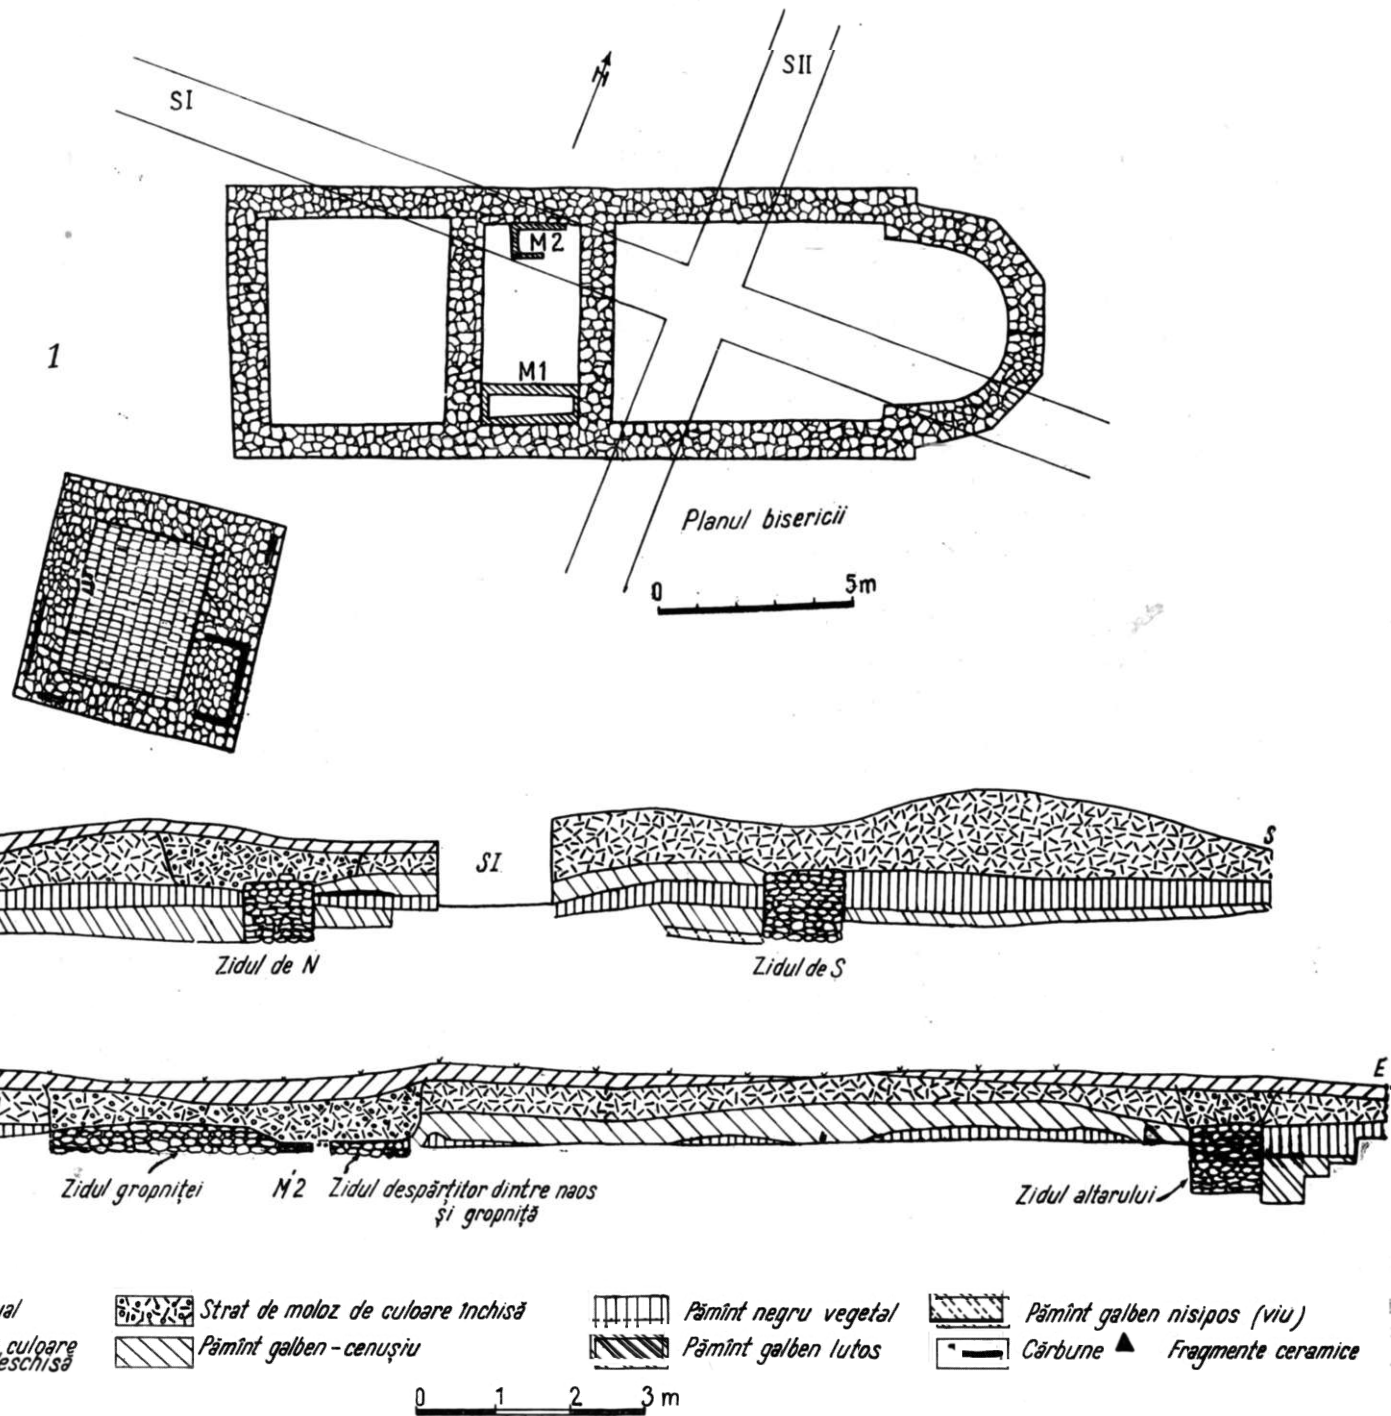 SI
SII
N
M2
1
M1
Planul bisericii
0 5m
SI
S
Zidul de N
Zidul de S
E
Zidul gropniței
M2
Zidul despărțitor dintre naos
și gropniță
Zidul altarului
Strat de moloz de culoare închisă
Pămînt negru vegetal
Pămînt galben nisipos (viu)
culoare
Pămînt galben-cenușiu
Pămînt galben lutos
Cărbune
Fragmente ceramice
0 1 2 3 m